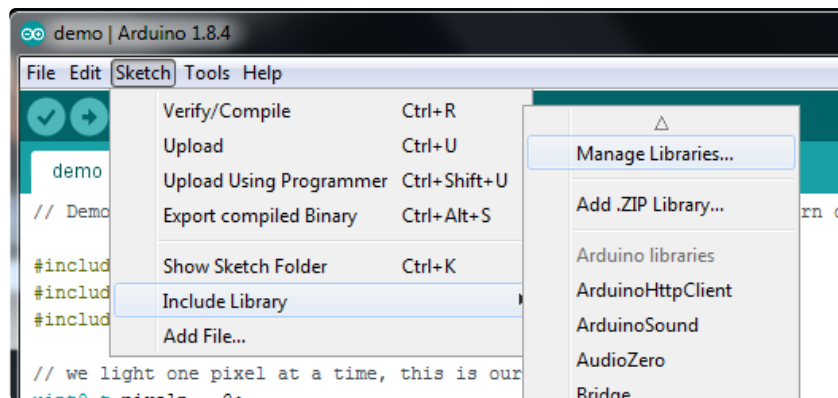 demo | Arduino 1.8.4
File Edit Sketch Tools Help
demo
Verify/Compile Ctrl+R
Upload Ctrl+U
Upload Using Programmer Ctrl+Shift+U
Export compiled Binary Ctrl+Alt+S
Show Sketch Folder Ctrl+K
Include Library
Add File...
Manage Libraries...
Add .ZIP Library...
Arduino libraries
ArduinoHttpClient
ArduinoSound
AudioZero
Bridge
// Demo
#includ
#includ
#includ
// we light one pixel at a time, this is our